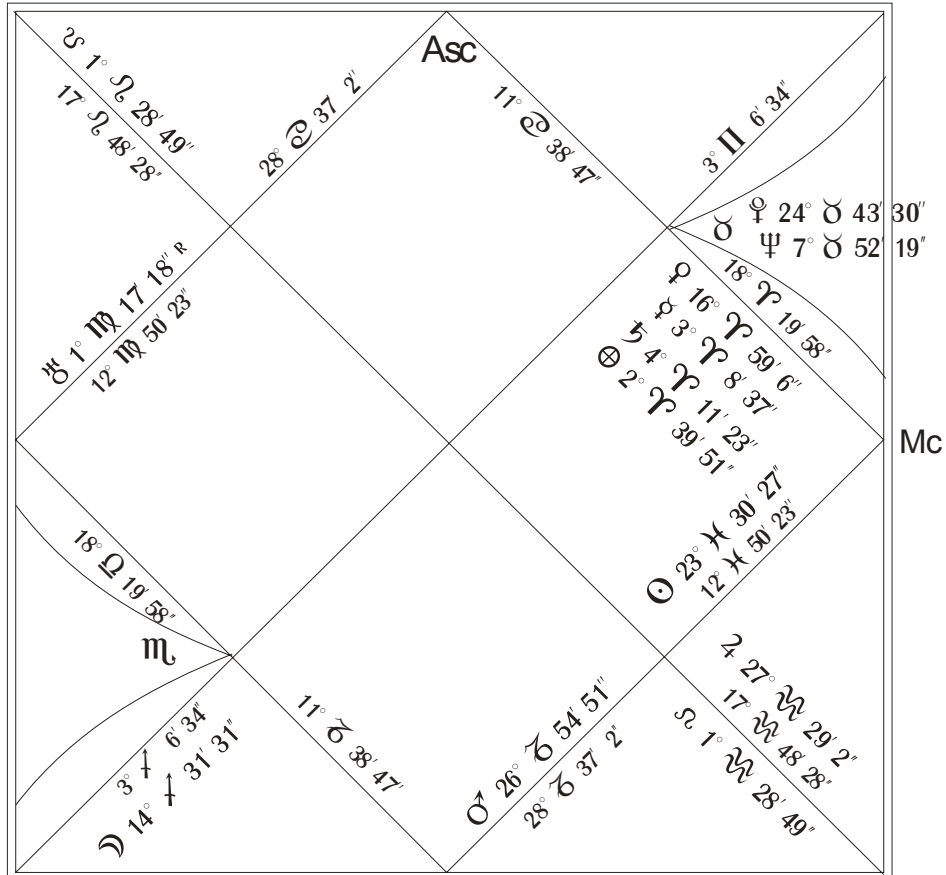 ☋ 1° ♌ 28' 49"
17° ♌ 48' 28"
28° ♋ 37' 2"
Asc
11° ♋ 38' 47"
3° ♊ 6' 34"
♉
♇ 24° ♉ 43' 30"
♆ 7° ♉ 52' 19"
18° ♈ 19' 58"
♀ 16° ♈ 59' 6"
☿ 3° ♈ 8' 37"
♄ 4° ♈ 11' 23"
⊗ 2° ♈ 39' 51"
Mc
☉ 23° ♓ 30' 27"
12° ♓ 50' 23"
♅ 1° ♍ 17' 18" R
12° ♍ 50' 23"
18° ♎ 19' 58"
♏
3° ♐ 6' 34"
☽ 14° ♐ 31' 31"
11° ♑ 38' 47'
♂ 26° ♑ 54' 51"
28° ♑ 37' 2"
♃ 27° ♒ 29' 2"
17° ♒ 48' 28"
☊ 1° ♒ 28' 49"